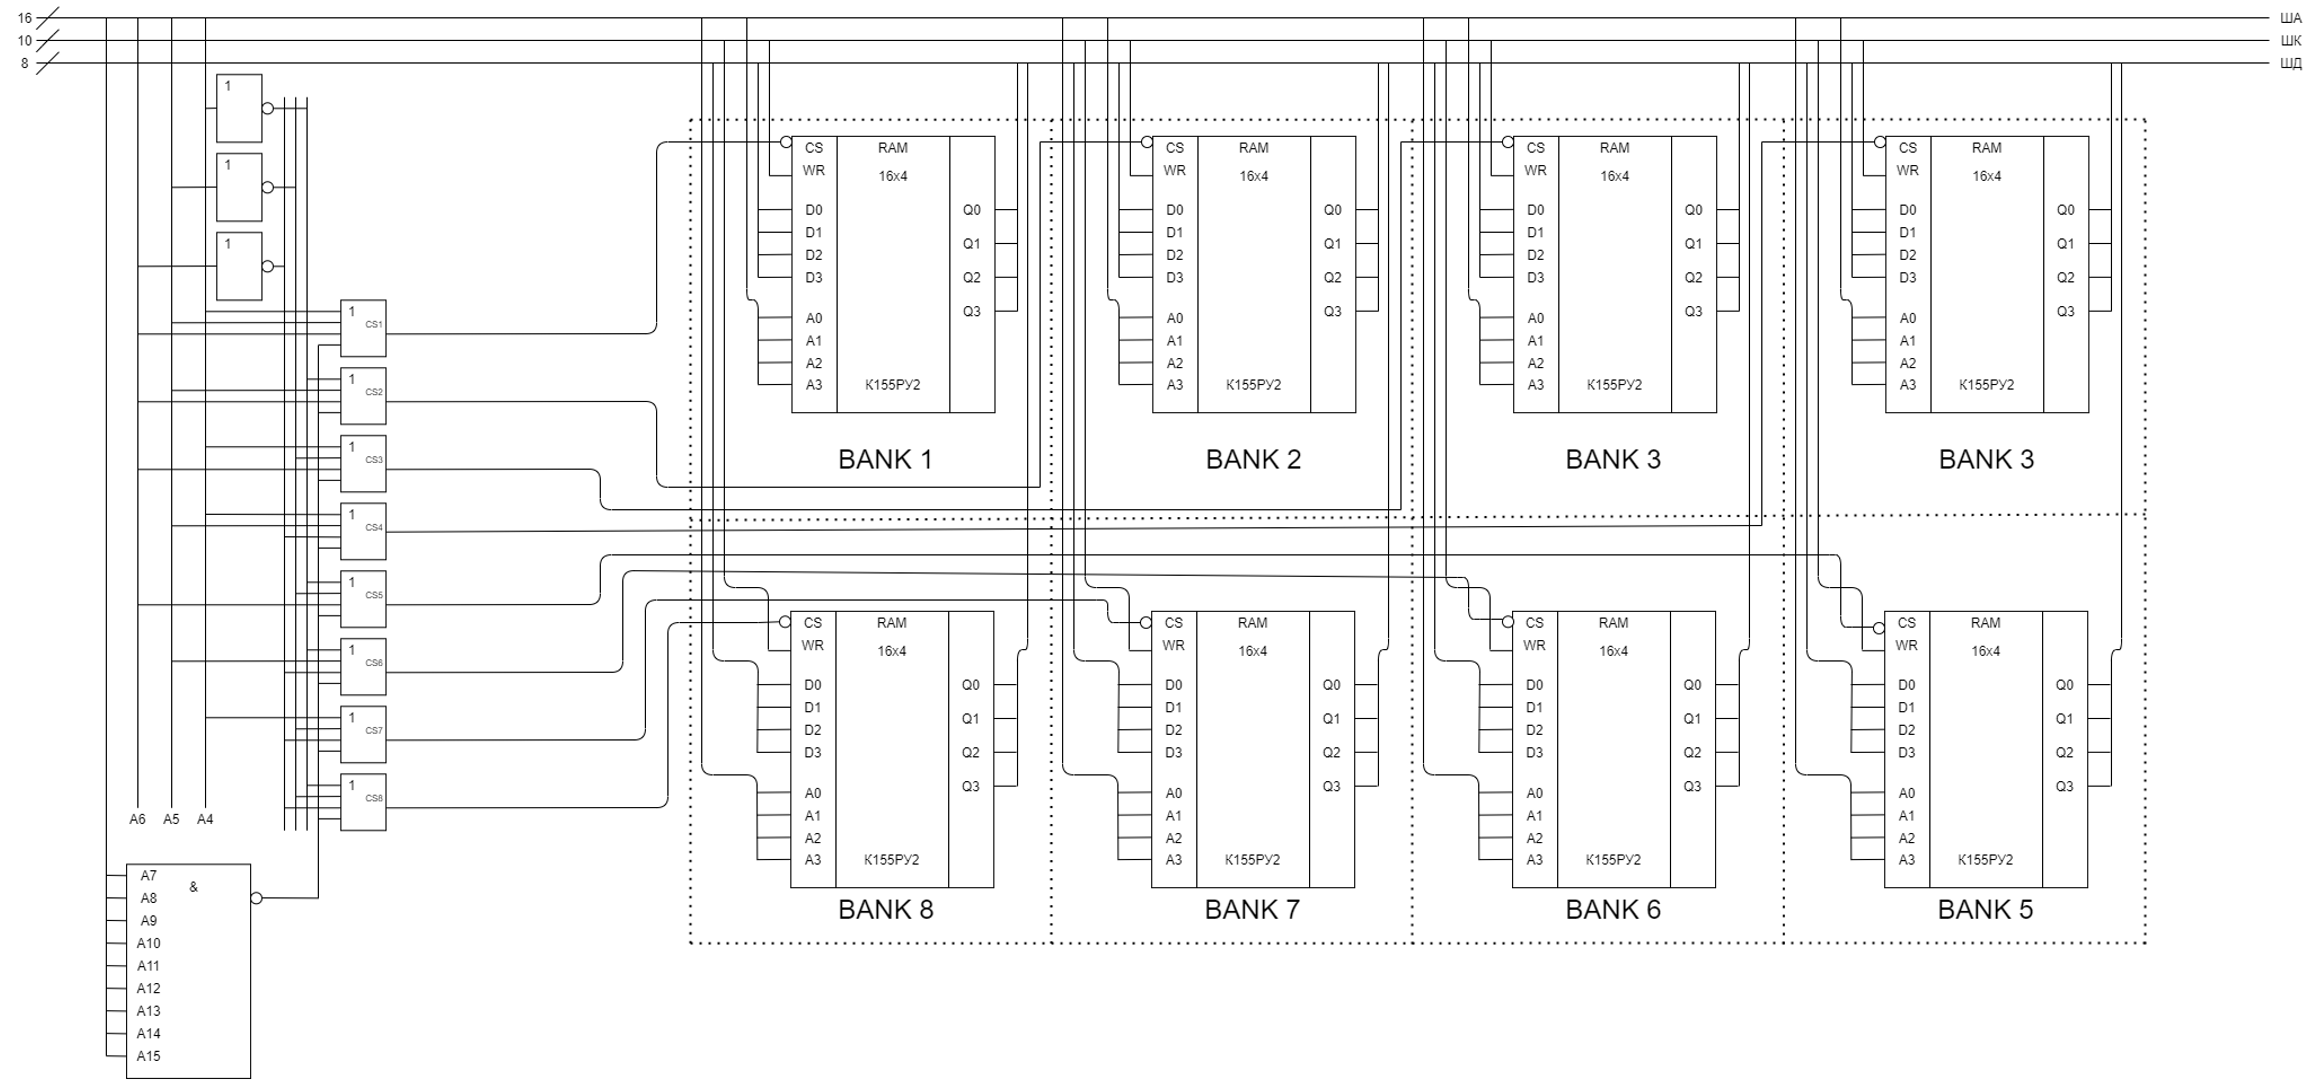 16 ША
10 ШК
8 ШД
1
1
1
1 CS1
1 CS2
1 CS3
1 CS4
1 CS5
1 CS6
1 CS7
1 CS8
A6 A5 A4
A7 &
A8
A9
A10
A11
A12
A13
A14
A15
CS RAM
WR 16x4
D0 Q0
D1 Q1
D2 Q2
D3 Q3
A0
A1
A2
A3 К155РУ2
BANK 1
CS RAM
WR 16x4
D0 Q0
D1 Q1
D2 Q2
D3 Q3
A0
A1
A2
A3 К155РУ2
BANK 2
CS RAM
WR 16x4
D0 Q0
D1 Q1
D2 Q2
D3 Q3
A0
A1
A2
A3 К155РУ2
BANK 3
CS RAM
WR 16x4
D0 Q0
D1 Q1
D2 Q2
D3 Q3
A0
A1
A2
A3 К155РУ2
BANK 3
CS RAM
WR 16x4
D0 Q0
D1 Q1
D2 Q2
D3 Q3
A0
A1
A2
A3 К155РУ2
BANK 8
CS RAM
WR 16x4
D0 Q0
D1 Q1
D2 Q2
D3 Q3
A0
A1
A2
A3 К155РУ2
BANK 7
CS RAM
WR 16x4
D0 Q0
D1 Q1
D2 Q2
D3 Q3
A0
A1
A2
A3 К155РУ2
BANK 6
CS RAM
WR 16x4
D0 Q0
D1 Q1
D2 Q2
D3 Q3
A0
A1
A2
A3 К155РУ2
BANK 5